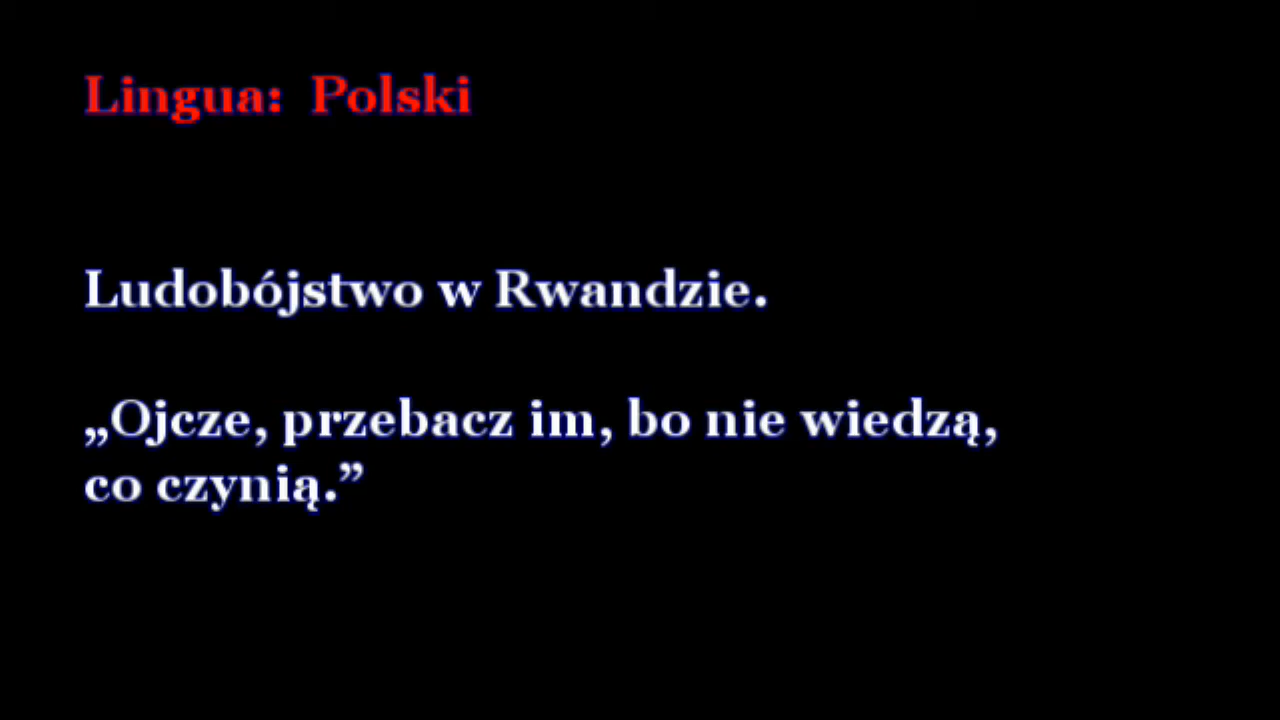 Lingua: Polski
Ludobójstwo w Rwandzie.
„Ojcze, przebacz im, bo nie wiedzą,
co czynią.”